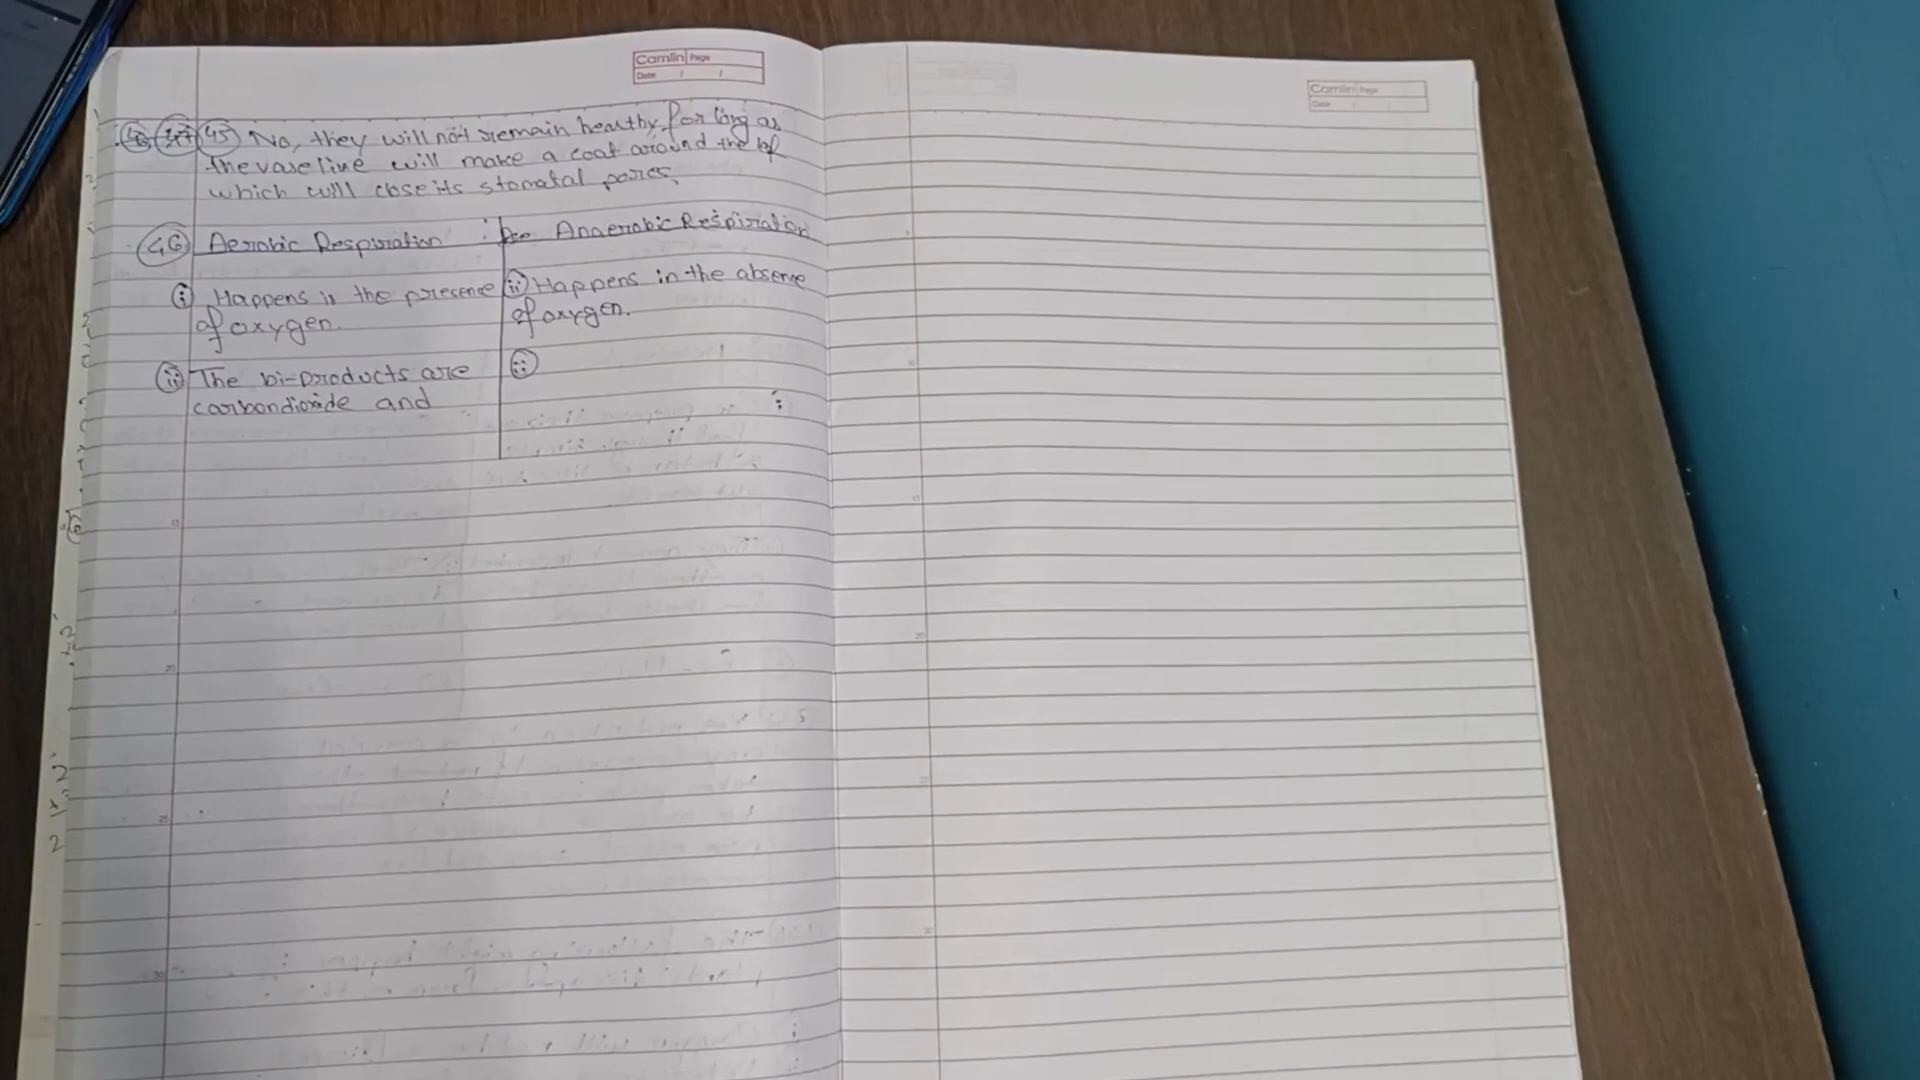 Camlin Page
Date / /
Camlin Page
Date / /
45 No, they will not remain healthy for long as
the vaseline will make a coat around the lef
which will close its stomatal pores.
46 Aerobic Respiration Anaerobic Respiration
i Happens in the presence
of oxygen.
ii Happens in the absence
of oxygen.
ii The bi-products are
carbondioxide and
ii